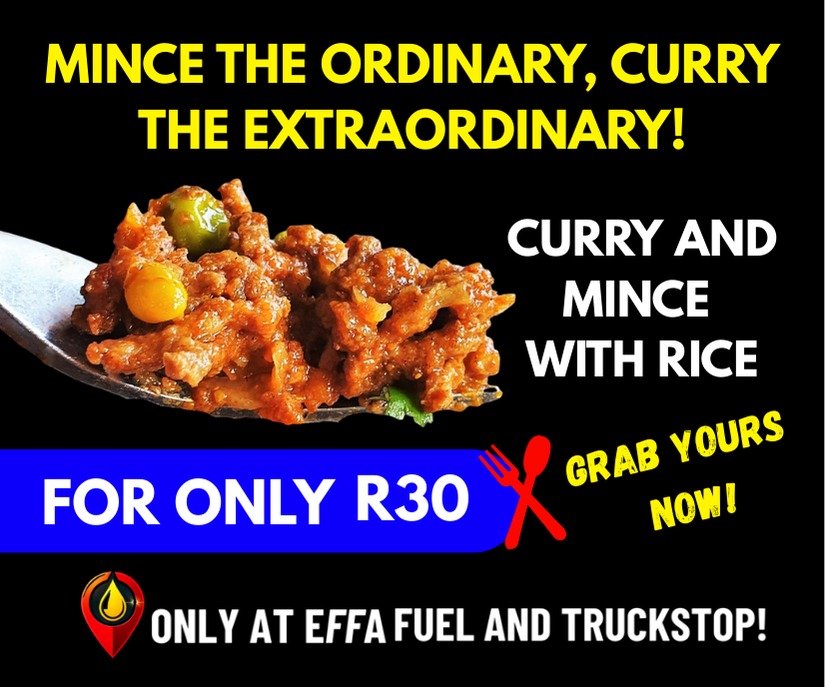 MINCE THE ORDINARY, CURRY
THE EXTRAORDINARY!
CURRY AND
MINCE
WITH RICE
FOR ONLY R30
GRAB YOURS
NOW!
ONLY AT EFFA FUEL AND TRUCKSTOP!